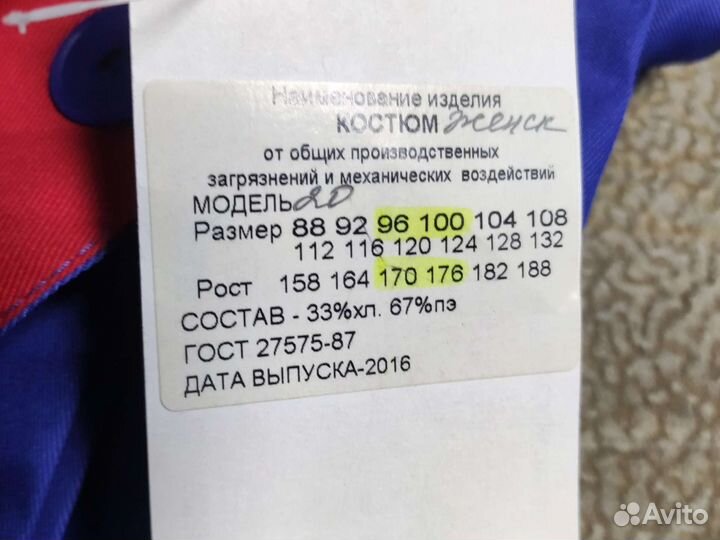 Наименование изделия
КОСТЮМ женск
от общих производственных
загрязнений и механических воздействий
МОДЕЛЬ 20
Размер 88 92 96 100 104 108
112 116 120 124 128 132
Рост 158 164 170 176 182 188
СОСТАВ - 33%хл. 67%пэ
ГОСТ 27575-87
ДАТА ВЫПУСКА-2016
Avito